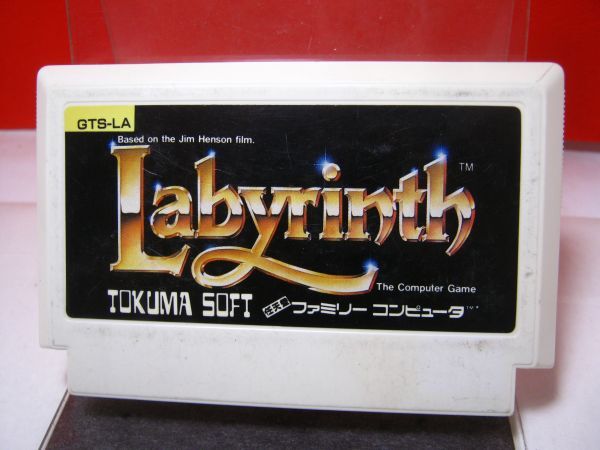 GTS-LA
Based on the Jim Henson film.
Labyrinth TM
The Computer Game
TOKUMA SOFT 任天堂 ファミリー コンピュータ TM